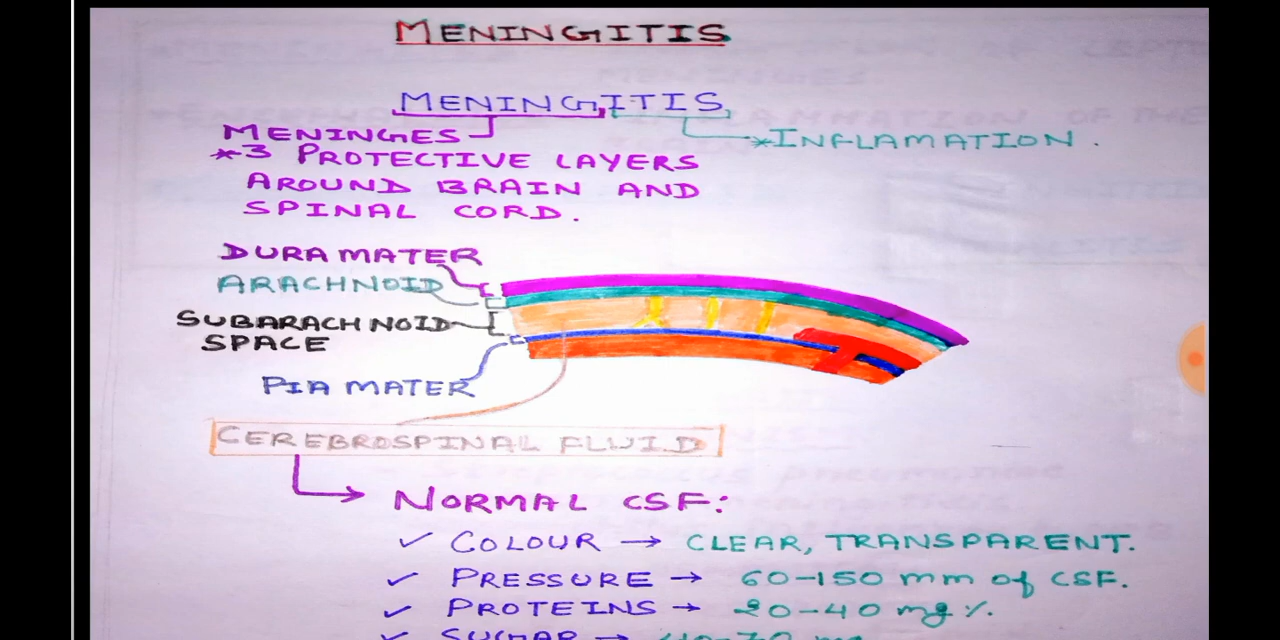 MENINGITIS
MENINGITIS
MENINGES
*INFLAMATION.
*3 PROTECTIVE LAYERS
AROUND BRAIN AND
SPINAL CORD.
DURA MATER
ARACHNOID
SUBARACHNOID
SPACE
PIA MATER
CEREBROSPINAL FLUID
NORMAL CSF:
✓ COLOUR → CLEAR, TRANSPARENT.
✓ PRESSURE → 60-150 mm of CSF.
✓ PROTEINS → 20-40 mg%.
✓ SUGAR →